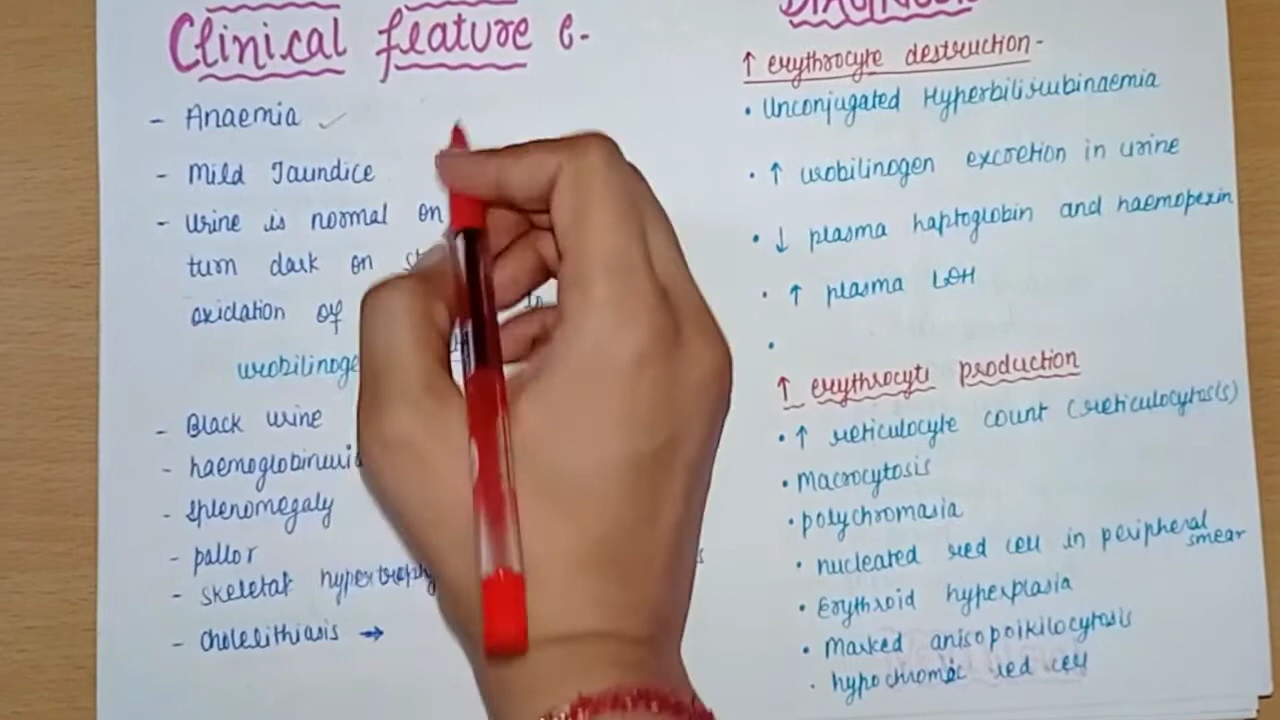 Clinical feature :-
- Anaemia ✓
- Mild Jaundice
- Urine is normal on
turn dark on
oxidation of
- Black urine
-
- splenomegaly
- pallor
- skeletal hypertrophy
- Cholelithiasis →
DIAGNOSIS
↑ erythrocyte destruction-
• Unconjugated Hyperbilirubinaemia
• ↑ urobilinogen excretion in urine
• ↓ plasma haptoglobin and haemopexin
• ↑ plasma LDH
•
↑ erythrocyte production
• ↑ reticulocyte count (reticulocytosis)
• Macrocytosis
• polychromasia
• nucleated red cell in peripheral
smear
• Erythroid hyperplasia
• Marked anisopoikilocytosis
• hypochromic red cell